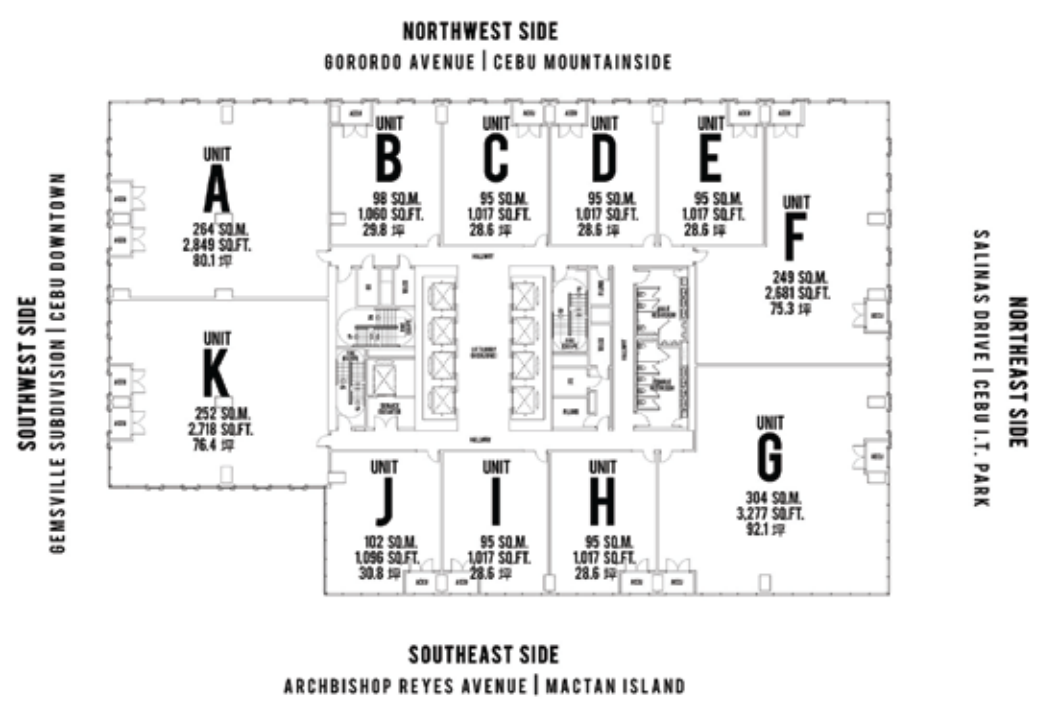 NORTHWEST SIDE
GORORDO AVENUE | CEBU MOUNTAINSIDE
SOUTHWEST SIDE
GEMSVILLE SUBDIVISION | CEBU DOWNTOWN
UNIT
A
264 SQ.M.
2,849 SQ.FT.
80.1 坪
UNIT
B
98 SQ.M.
1,060 SQ.FT.
29.8 坪
UNIT
C
95 SQ.M.
1,017 SQ.FT.
28.6 坪
UNIT
D
95 SQ.M.
1,017 SQ.FT.
28.6 坪
UNIT
E
95 SQ.M.
1,017 SQ.FT.
28.6 坪
UNIT
F
249 SQ.M.
2,681 SQ.FT.
75.3 坪
HALLWAY
HALLWAY
HALLWAY
UNIT
K
252 SQ.M.
2,718 SQ.FT.
76.4 坪
UNIT
J
102 SQ.M.
1,096 SQ.FT.
30.8 坪
UNIT
I
95 SQ.M.
1,017 SQ.FT.
28.6 坪
UNIT
H
95 SQ.M.
1,017 SQ.FT.
28.6 坪
UNIT
G
304 SQ.M.
3,277 SQ.FT.
92.1 坪
NORTHEAST SIDE
SALINAS DRIVE | CEBU I.T. PARK
SOUTHEAST SIDE
ARCHBISHOP REYES AVENUE | MACTAN ISLAND